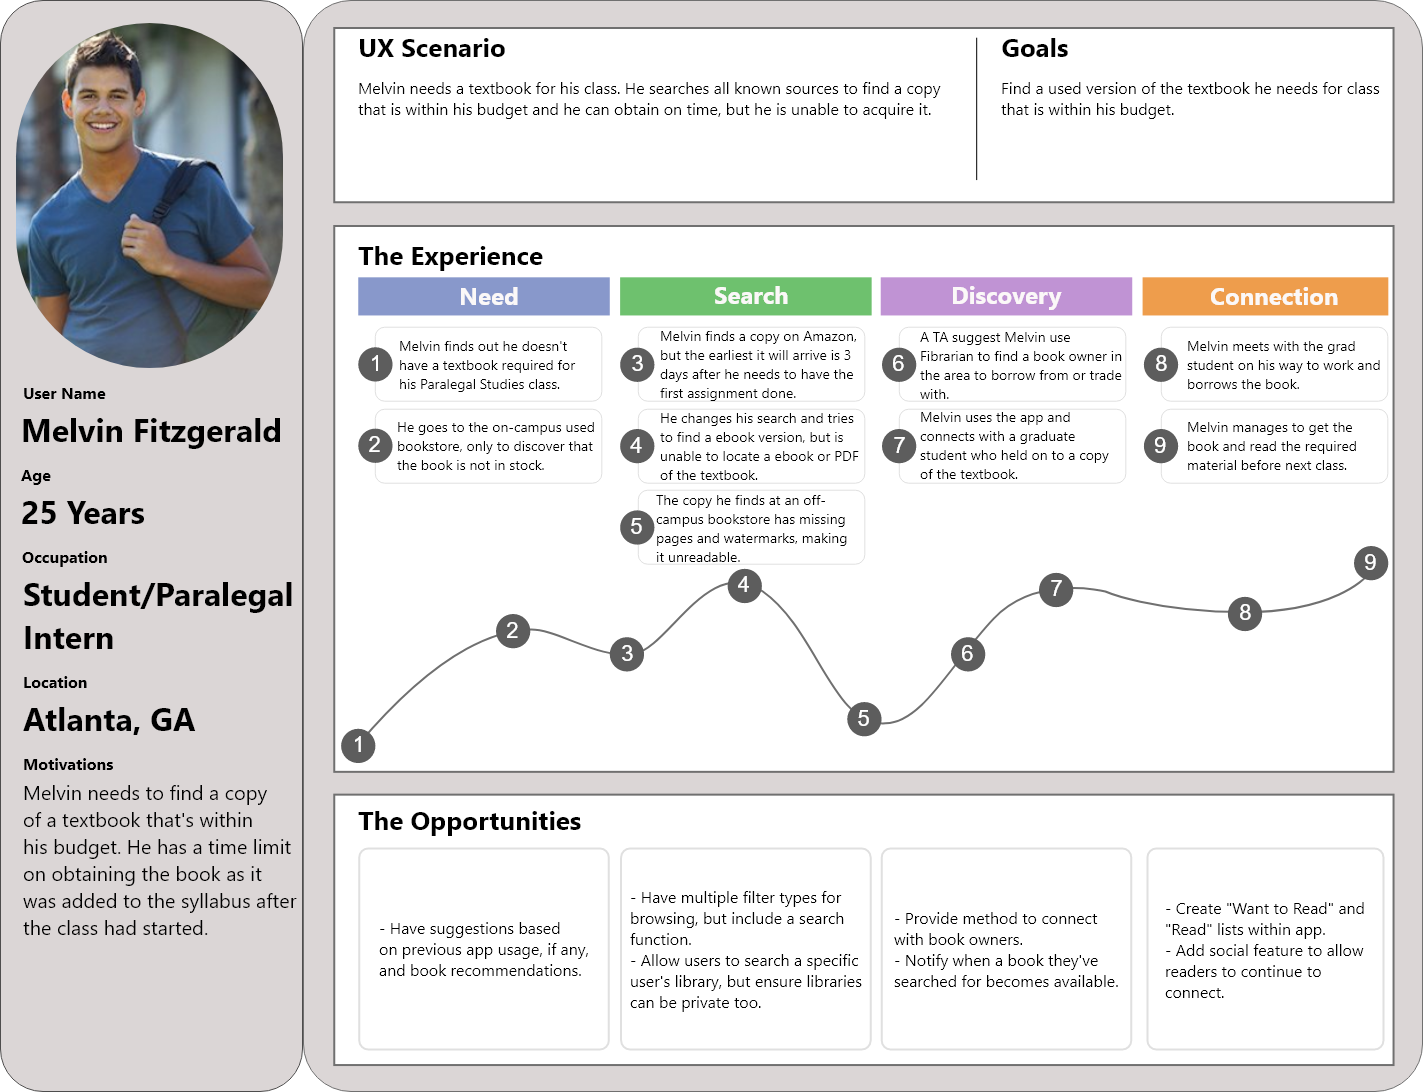 User Name
Melvin Fitzgerald
Age
25 Years
Occupation
Student/Paralegal
Intern
Location
Atlanta, GA
Motivations
Melvin needs to find a copy
of a textbook that's within
his budget. He has a time limit
on obtaining the book as it
was added to the syllabus after
the class had started.
UX Scenario
Melvin needs a textbook for his class. He searches all known sources to find a copy
that is within his budget and he can obtain on time, but he is unable to acquire it.
Goals
Find a used version of the textbook he needs for class
that is within his budget.
The Experience
Need
1
Melvin finds out he doesn't
have a textbook required for
his Paralegal Studies class.
2
He goes to the on-campus used
bookstore, only to discover that
the book is not in stock.
Search
3
Melvin finds a copy on Amazon,
but the earliest it will arrive is 3
days after he needs to have the
first assignment done.
4
He changes his search and tries
to find a ebook version, but is
unable to locate a ebook or PDF
of the textbook.
5
The copy he finds at an off-
campus bookstore has missing
pages and watermarks, making
it unreadable.
Discovery
6
A TA suggest Melvin use
Fibrarian to find a book owner in
the area to borrow from or trade
with.
7
Melvin uses the app and
connects with a graduate
student who held on to a copy
of the textbook.
Connection
8
Melvin meets with the grad
student on his way to work and
borrows the book.
9
Melvin manages to get the
book and read the required
material before next class.
1
2
3
4
5
6
7
8
9
The Opportunities
- Have suggestions based
on previous app usage, if any,
and book recommendations.
- Have multiple filter types for
browsing, but include a search
function.
- Allow users to search a specific
user's library, but ensure libraries
can be private too.
- Provide method to connect
with book owners.
- Notify when a book they've
searched for becomes available.
- Create "Want to Read" and
"Read" lists within app.
- Add social feature to allow
readers to continue to
connect.